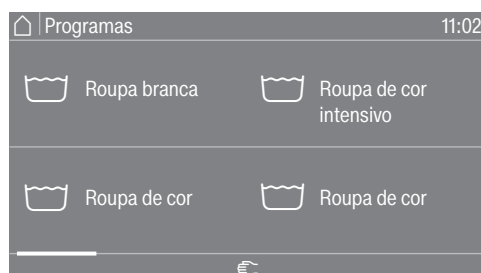 Programas 11:02
Roupa branca
Roupa de cor
intensivo
Roupa de cor
Roupa de cor